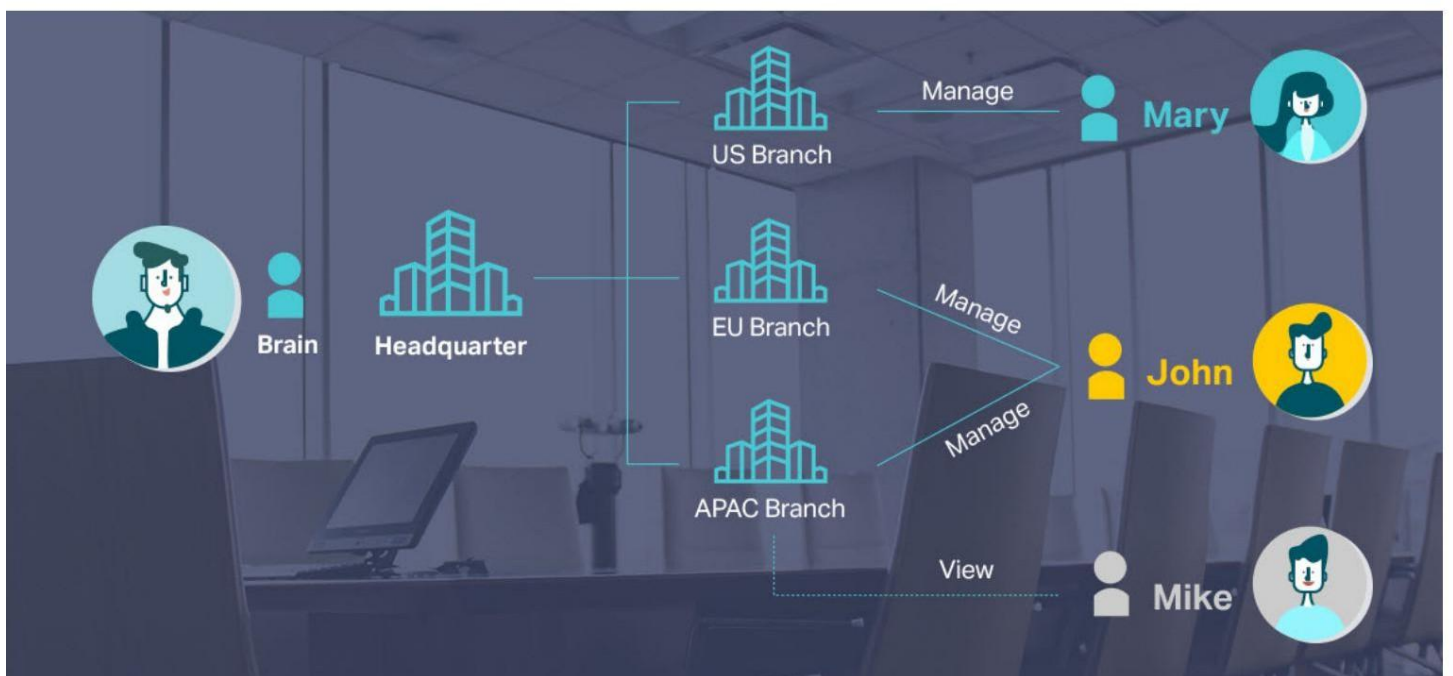 Manage
Mary
US Branch
Manage
EU Branch
Brain
Headquarter
John
Manage
APAC Branch
View
Mike